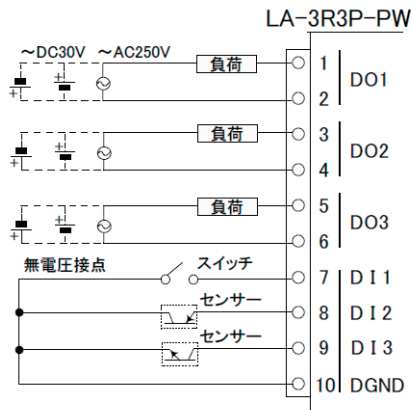 LA-3R3P-PW
～DC30V ～AC250V
負荷 1
2 DO1
負荷 3
4 DO2
負荷 5
6 DO3
無電圧接点 スイッチ 7 DI1
センサー 8 DI2
センサー 9 DI3
10 DGND